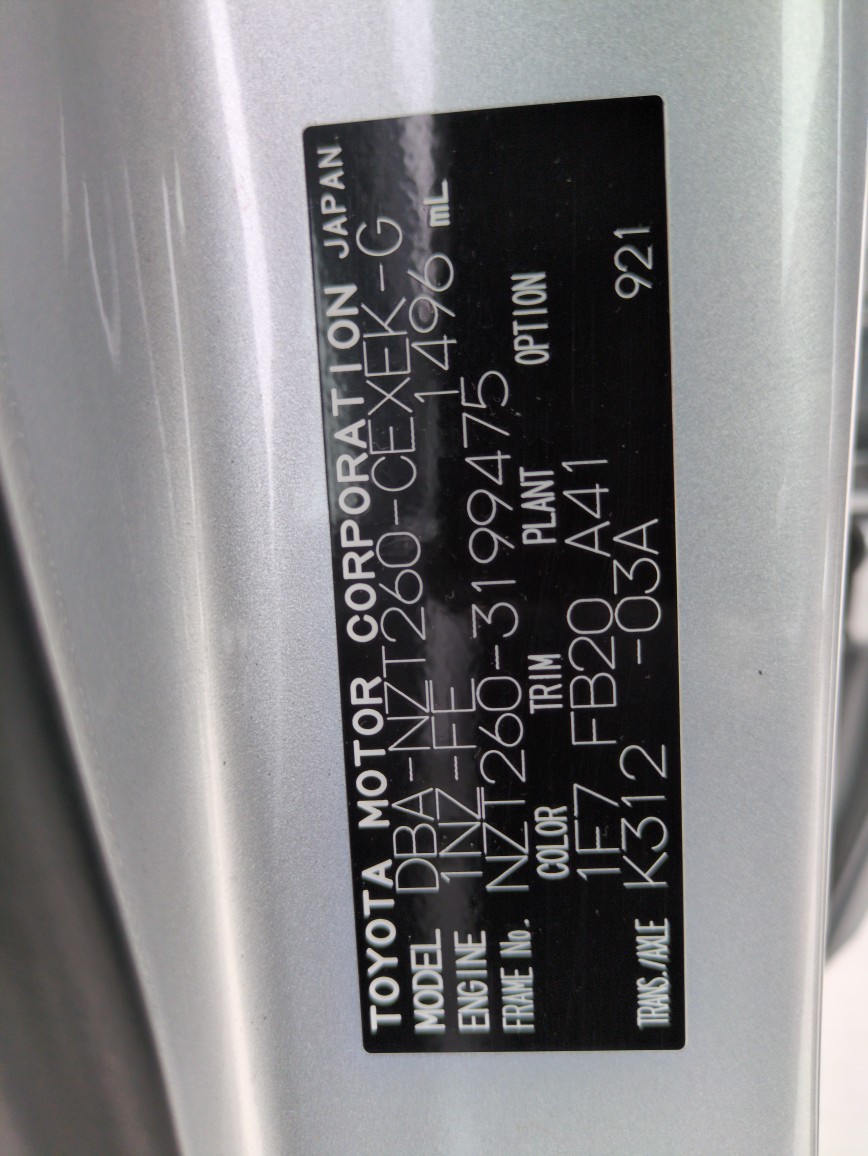 TOYOTA MOTOR CORPORATION JAPAN
MODEL DBA-NZT260-CEXEK-G
ENGINE 1NZ-FE 1496 mL
FRAME No. NZT260-3199475
COLOR TRIM PLANT OPTION
1F7 FB20 A41
TRANS./AXLE K312 -03A 921